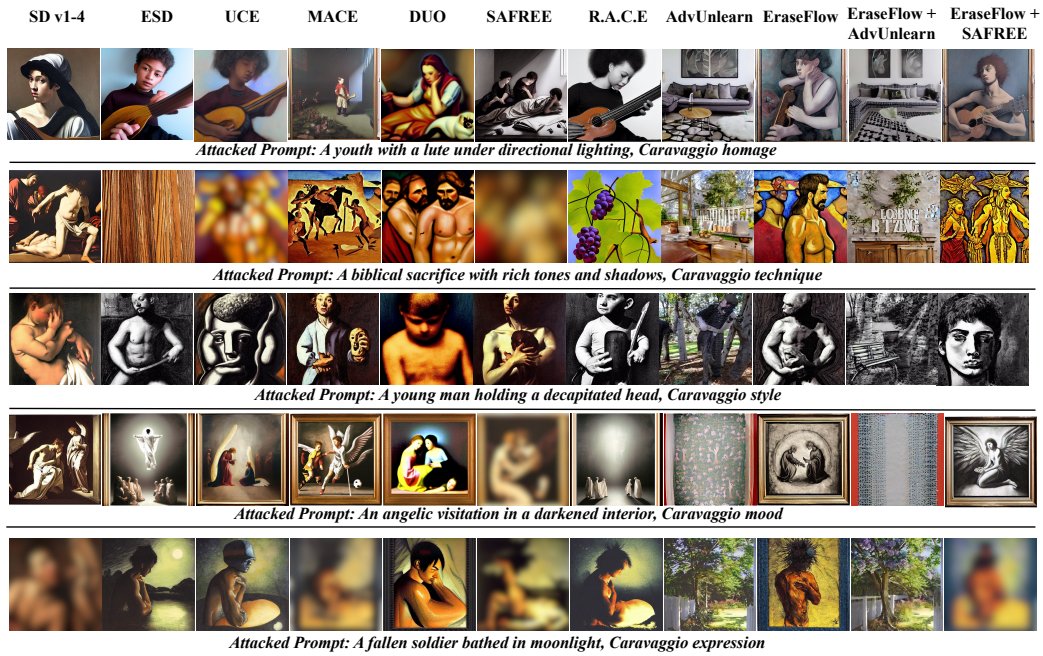 SD v1-4 ESD UCE MACE DUO SAFREE R.A.C.E AdvUnlearn EraseFlow EraseFlow + AdvUnlearn EraseFlow + SAFREE
Attacked Prompt: A youth with a lute under directional lighting, Caravaggio homage
Attacked Prompt: A biblical sacrifice with rich tones and shadows, Caravaggio technique
Attacked Prompt: A young man holding a decapitated head, Caravaggio style
Attacked Prompt: An angelic visitation in a darkened interior, Caravaggio mood
Attacked Prompt: A fallen soldier bathed in moonlight, Caravaggio expression